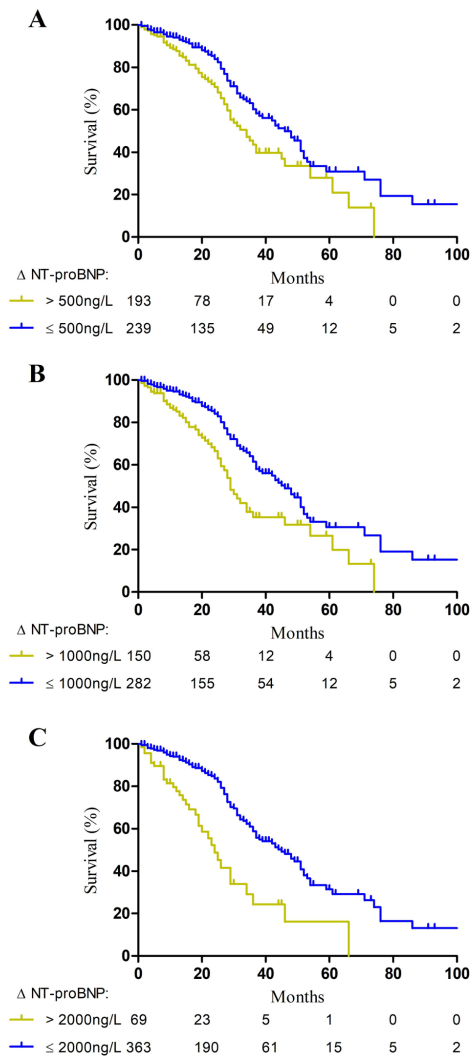 A
100
80
60
40
20
0
Survival (%)
0 20 40 60 80 100
Δ NT-proBNP: Months
> 500ng/L 193 78 17 4 0 0
≤ 500ng/L 239 135 49 12 5 2
B
100
80
60
40
20
0
Survival (%)
0 20 40 60 80 100
Δ NT-proBNP: Months
> 1000ng/L 150 58 12 4 0 0
≤ 1000ng/L 282 155 54 12 5 2
C
100
80
60
40
20
0
Survival (%)
0 20 40 60 80 100
Δ NT-proBNP: Months
> 2000ng/L 69 23 5 1 0 0
≤ 2000ng/L 363 190 61 15 5 2